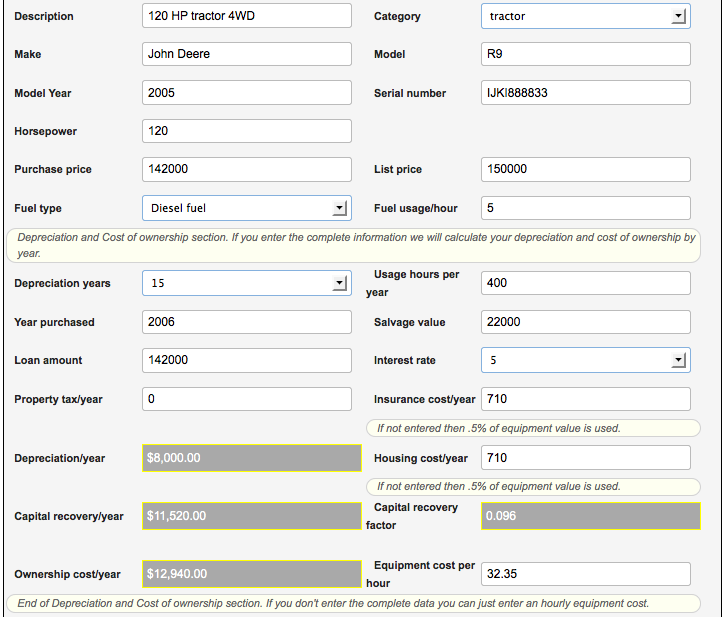 Description 120 HP tractor 4WD Category tractor
Make John Deere Model R9
Model Year 2005 Serial number IJKI888833
Horsepower 120
Purchase price 142000 List price 150000
Fuel type Diesel fuel Fuel usage/hour 5
Depreciation and Cost of ownership section. If you enter the complete information we will calculate your depreciation and cost of ownership by
year.
Depreciation years 15 Usage hours per
year 400
Year purchased 2006 Salvage value 22000
Loan amount 142000 Interest rate 5
Property tax/year 0 Insurance cost/year 710
If not entered then .5% of equipment value is used.
Depreciation/year $8,000.00 Housing cost/year 710
If not entered then .5% of equipment value is used.
Capital recovery/year $11,520.00 Capital recovery
factor 0.096
Ownership cost/year $12,940.00 Equipment cost per
hour 32.35
End of Depreciation and Cost of ownership section. If you don't enter the complete data you can just enter an hourly equipment cost.